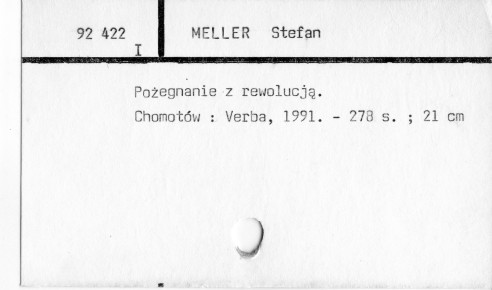 92 422
I
MELLER Stefan
Pożegnanie z rewolucją.
Chomotów : Verba, 1991. - 278 s. ; 21 cm